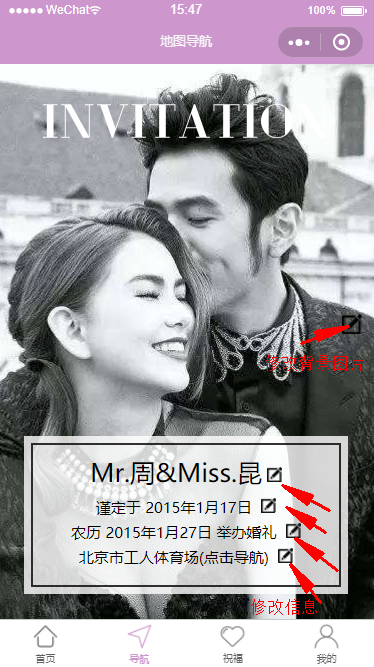 WeChat
15:47
100%
地图导航
INVITATION
修改背景图片
Mr.周&Miss.昆
谨定于 2015年1月17日
农历 2015年1月27日 举办婚礼
北京市工人体育场(点击导航)
修改信息
首页
导航
祝福
我的